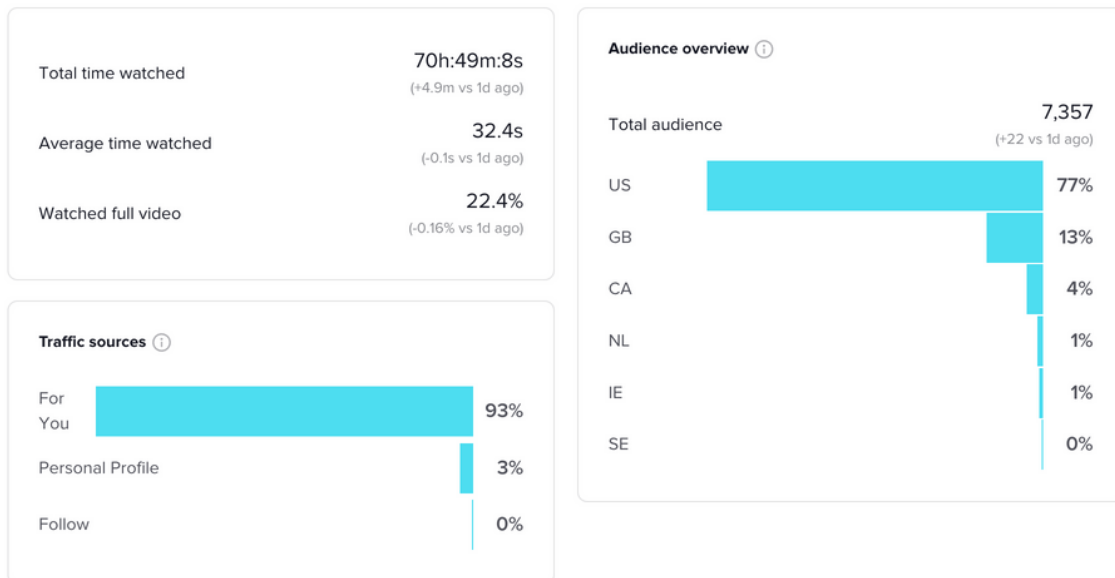 Total time watched
70h:49m:8s
(+4.9m vs 1d ago)
Average time watched
32.4s
(-0.1s vs 1d ago)
Watched full video
22.4%
(-0.16% vs 1d ago)
Traffic sources
For
You
93%
Personal Profile
3%
Follow
0%
Audience overview
Total audience
7,357
(+22 vs 1d ago)
US
77%
GB
13%
CA
4%
NL
1%
IE
1%
SE
0%